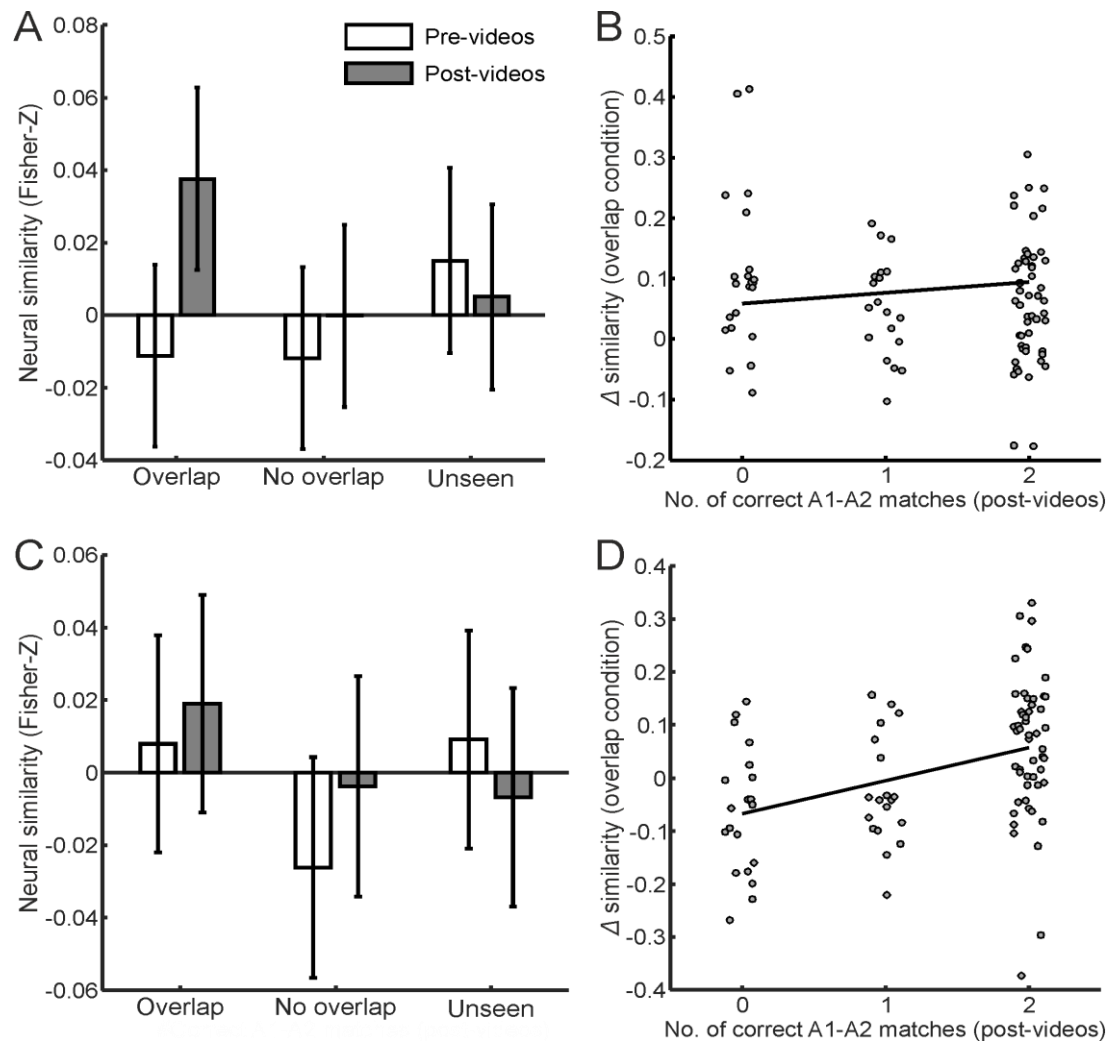 A
Neural similarity (Fisher-Z)
0.08
0.06
0.04
0.02
0
-0.02
-0.04
Pre-videos
Post-videos
Overlap
No overlap
Unseen
B
Δ similarity (overlap condition)
0.5
0.4
0.3
0.2
0.1
0
-0.1
-0.2
0
1
2
No. of correct A1-A2 matches (post-videos)
C
Neural similarity (Fisher-Z)
0.06
0.04
0.02
0
-0.02
-0.04
-0.06
Overlap
No overlap
Unseen
D
Δ similarity (overlap condition)
0.4
0.3
0.2
0.1
0
-0.1
-0.2
-0.3
-0.4
0
1
2
No. of correct A1-A2 matches (post-videos)